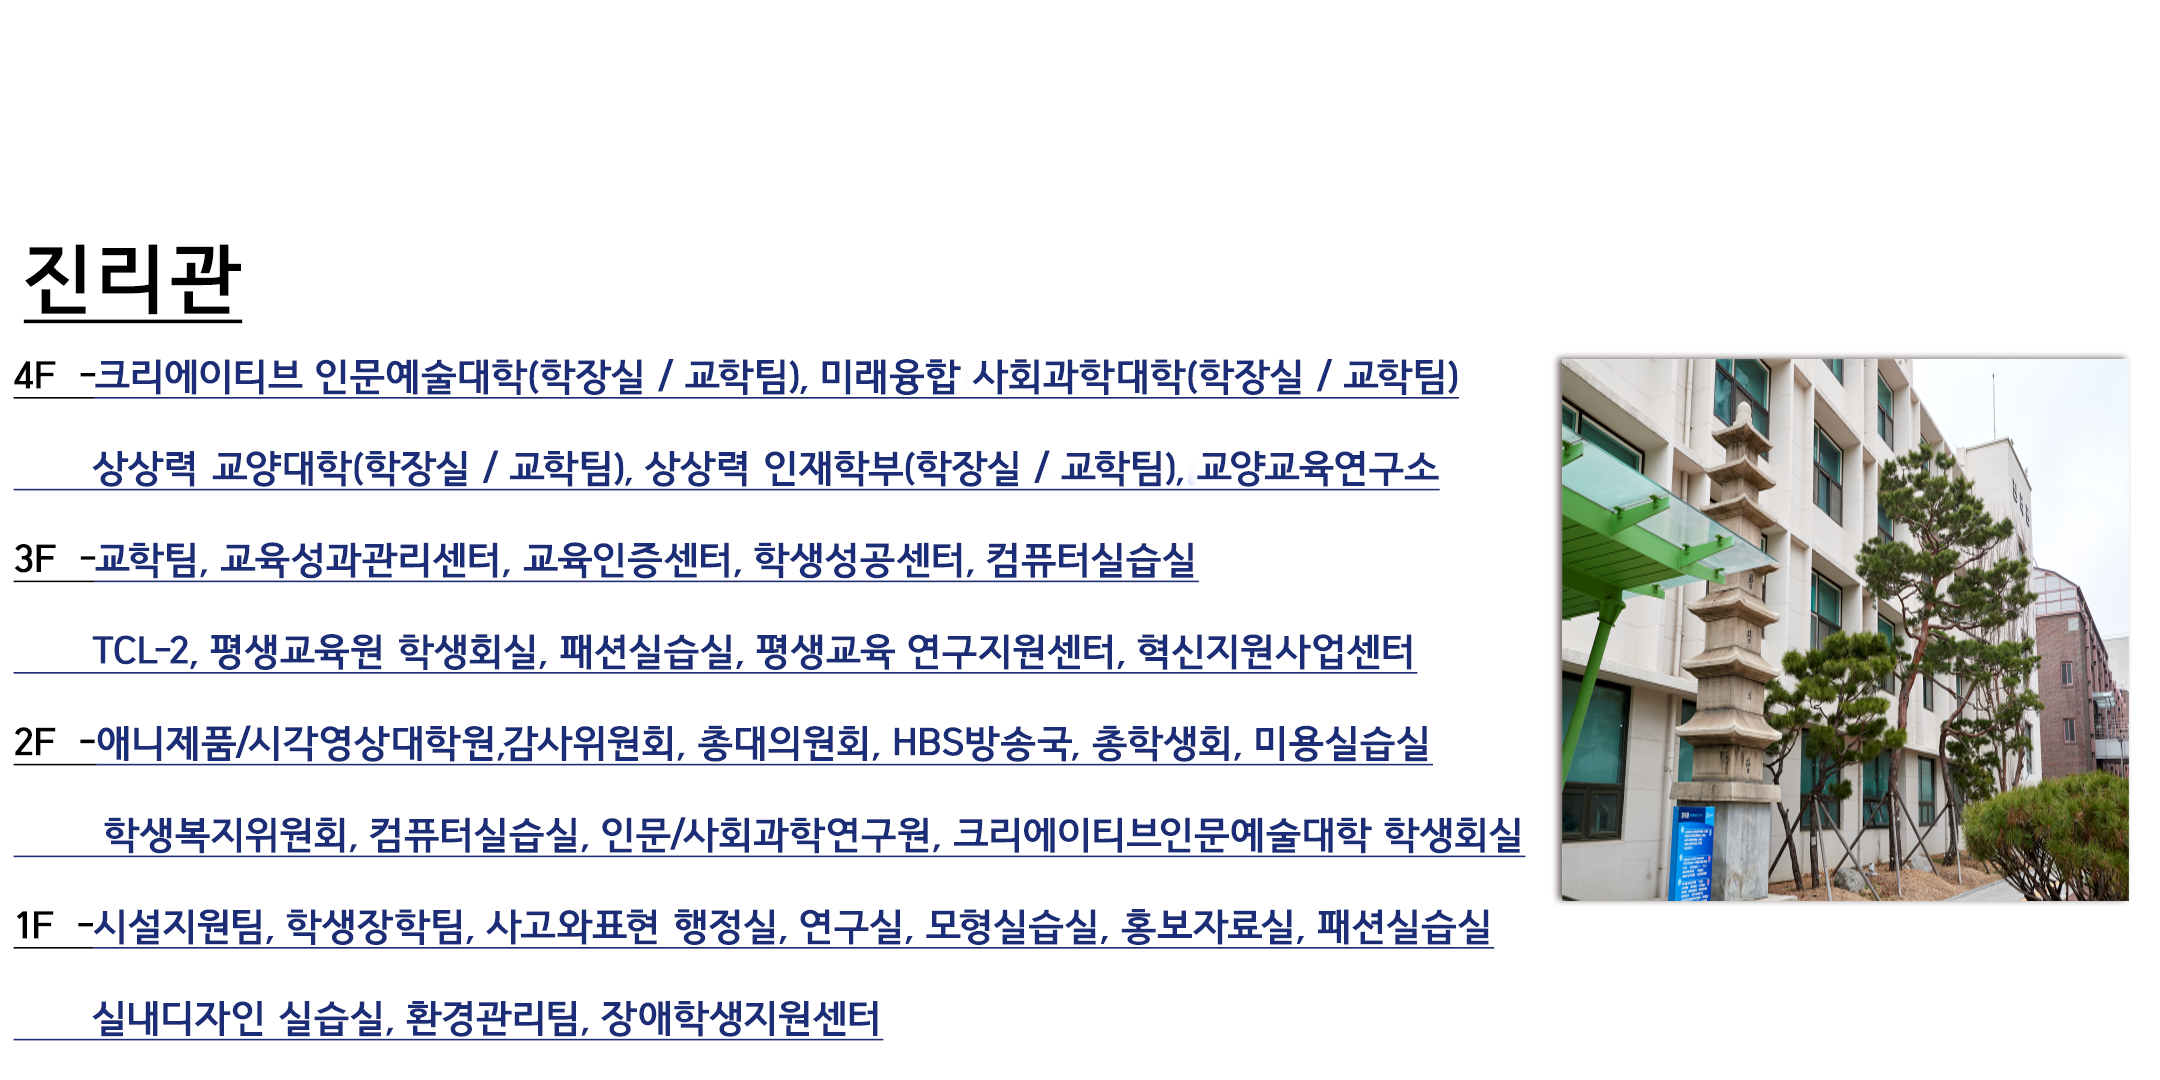 진리관
4F -크리에이티브 인문예술대학(학장실 / 교학팀), 미래융합 사회과학대학(학장실 / 교학팀)
상상력 교양대학(학장실 / 교학팀), 상상력 인재학부(학장실 / 교학팀), 교양교육연구소
3F -교학팀, 교육성과관리센터, 교육인증센터, 학생성공센터, 컴퓨터실습실
TCL-2, 평생교육원 학생회실, 패션실습실, 평생교육 연구지원센터, 혁신지원사업센터
2F -애니제품/시각영상대학원,감사위원회, 총대의원회, HBS방송국, 총학생회, 미용실습실
학생복지위원회, 컴퓨터실습실, 인문/사회과학연구원, 크리에이티브인문예술대학 학생회실
1F -시설지원팀, 학생장학팀, 사고와표현 행정실, 연구실, 모형실습실, 홍보자료실, 패션실습실
실내디자인 실습실, 환경관리팀, 장애학생지원센터